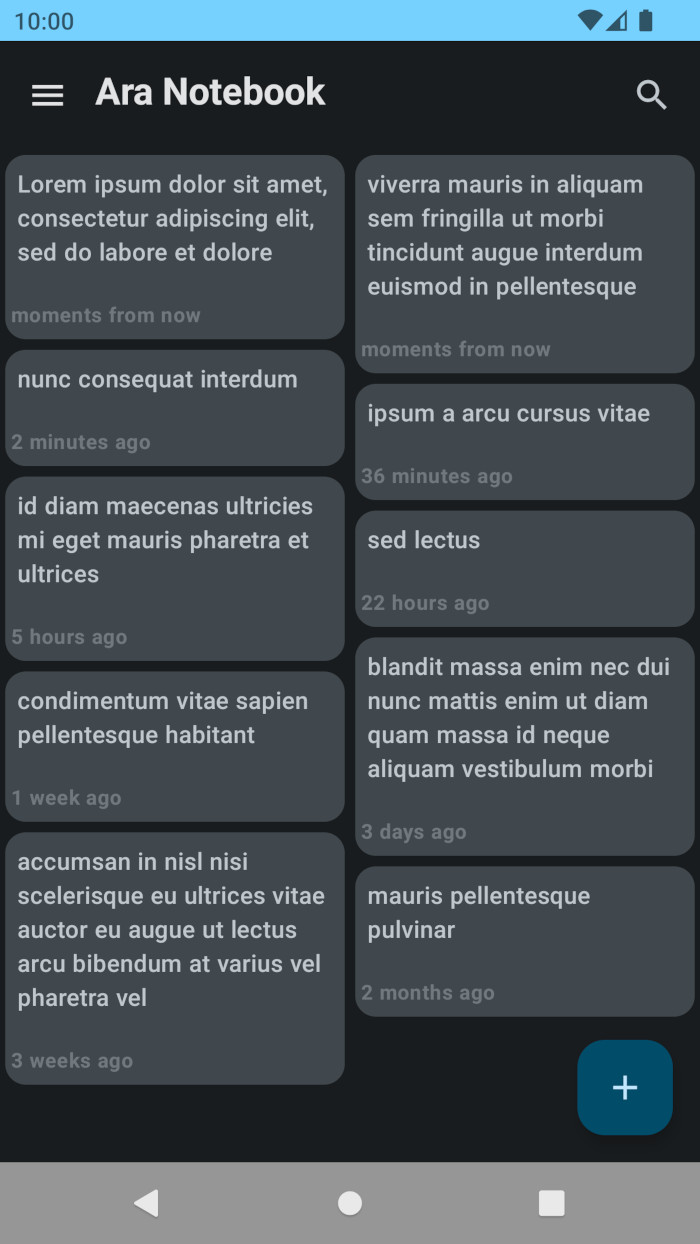 10:00
Ara Notebook
Lorem ipsum dolor sit amet,
consectetur adipiscing elit,
sed do labore et dolore
moments from now
viverra mauris in aliquam
sem fringilla ut morbi
tincidunt augue interdum
euismod in pellentesque
moments from now
nunc consequat interdum
2 minutes ago
ipsum a arcu cursus vitae
36 minutes ago
id diam maecenas ultricies
mi eget mauris pharetra et
ultrices
5 hours ago
sed lectus
22 hours ago
condimentum vitae sapien
pellentesque habitant
1 week ago
blandit massa enim nec dui
nunc mattis enim ut diam
quam massa id neque
aliquam vestibulum morbi
3 days ago
accumsan in nisl nisi
scelerisque eu ultrices vitae
auctor eu augue ut lectus
arcu bibendum at varius vel
pharetra vel
3 weeks ago
mauris pellentesque
pulvinar
2 months ago